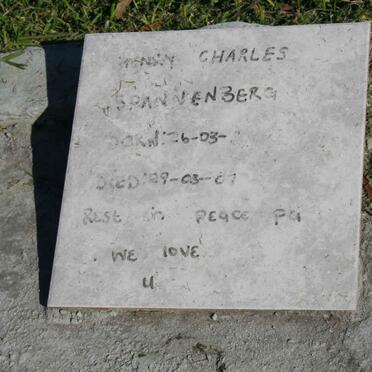 HENRY CHARLES
SPANNENBERG
BORN: 26-03-
DIED: 29-03-07
REST IN PEACE PA
WE LOVE
U